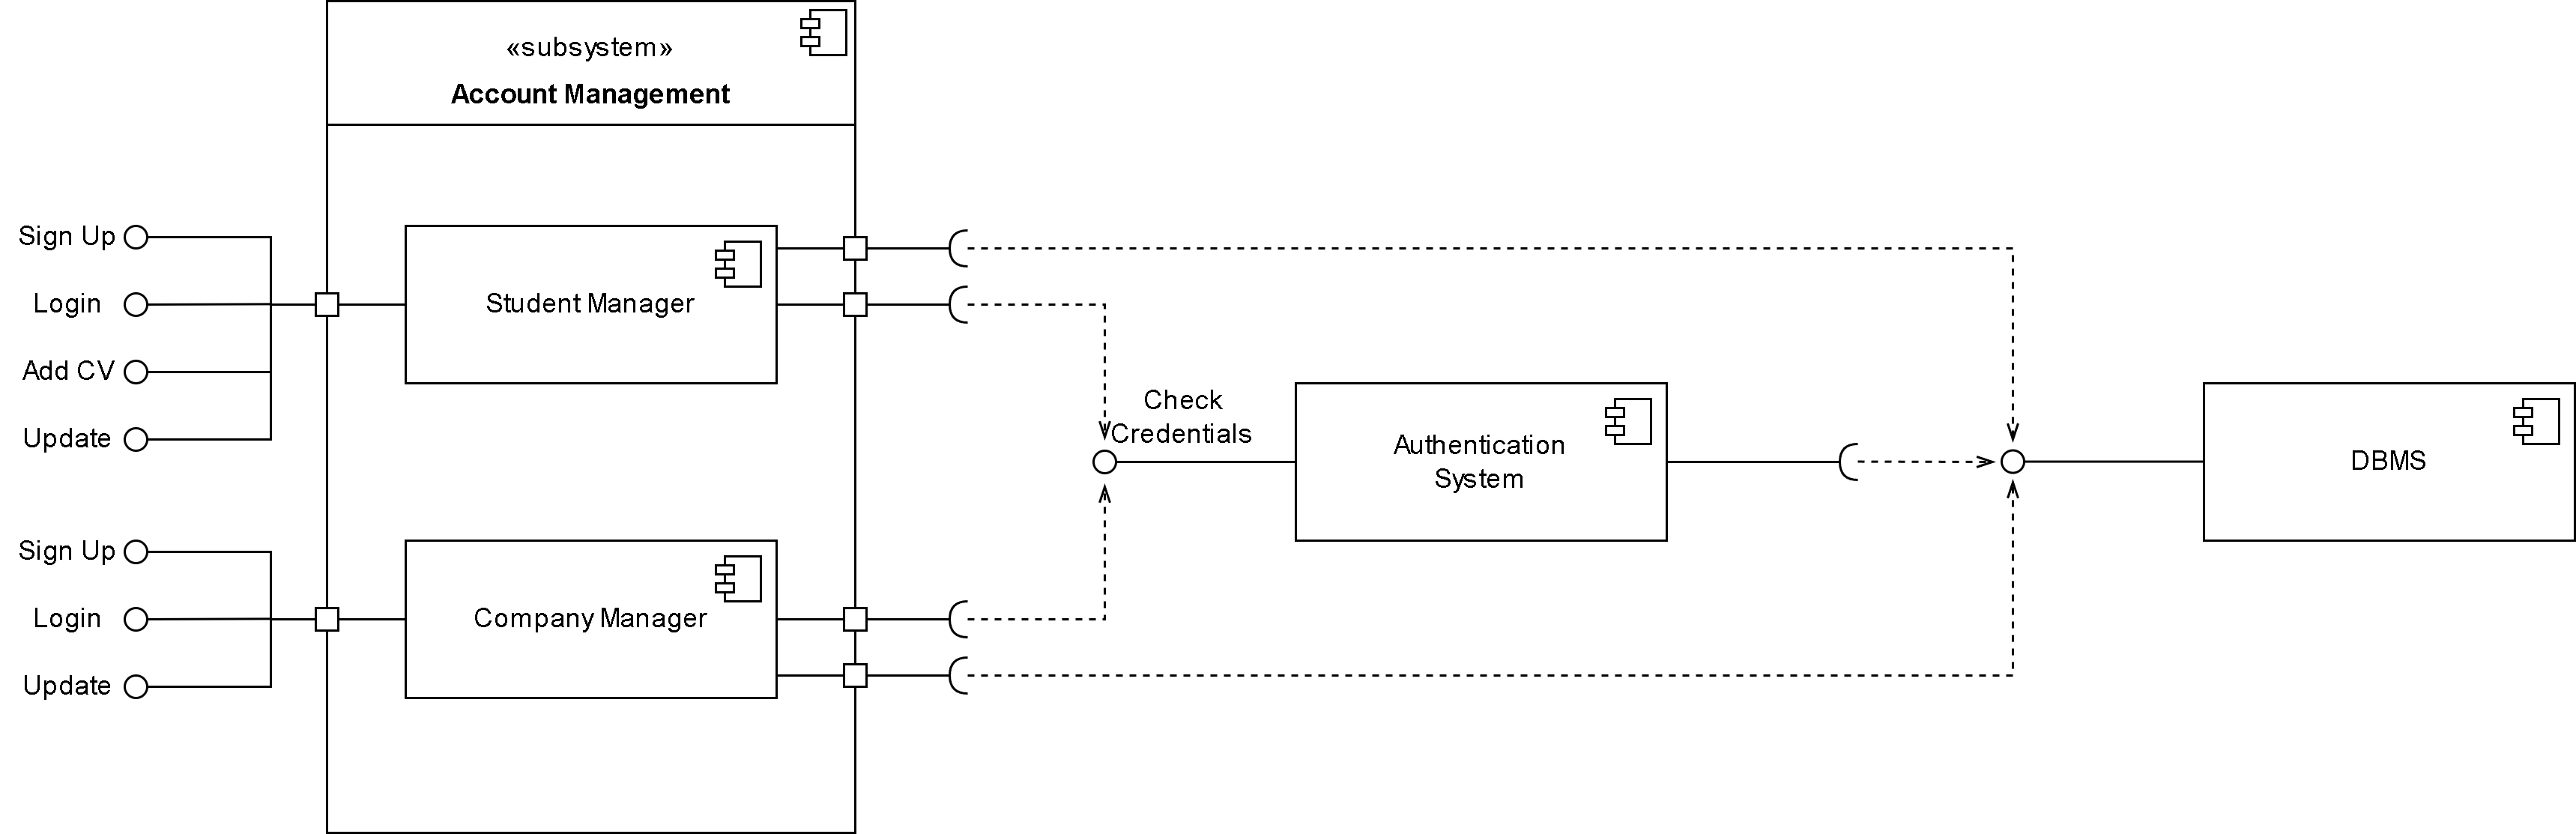 «subsystem»
Account Management
Sign Up
Login
Add CV
Update
Student Manager
Sign Up
Login
Update
Company Manager
Check
Credentials
Authentication
System
DBMS